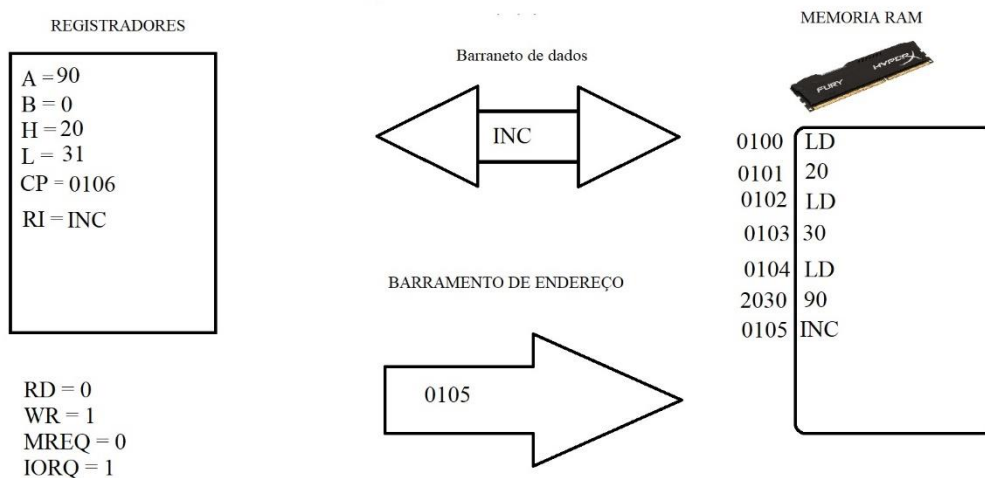 REGISTRADORES
A = 90
B = 0
H = 20
L = 31
CP = 0106
RI = INC
RD = 0
WR = 1
MREQ = 0
IORQ = 1
Barraneto de dados
INC
BARRAMENTO DE ENDEREÇO
0105
MEMORIA RAM
FURY HYPERX
0100 LD
0101 20
0102 LD
0103 30
0104 LD
2030 90
0105 INC